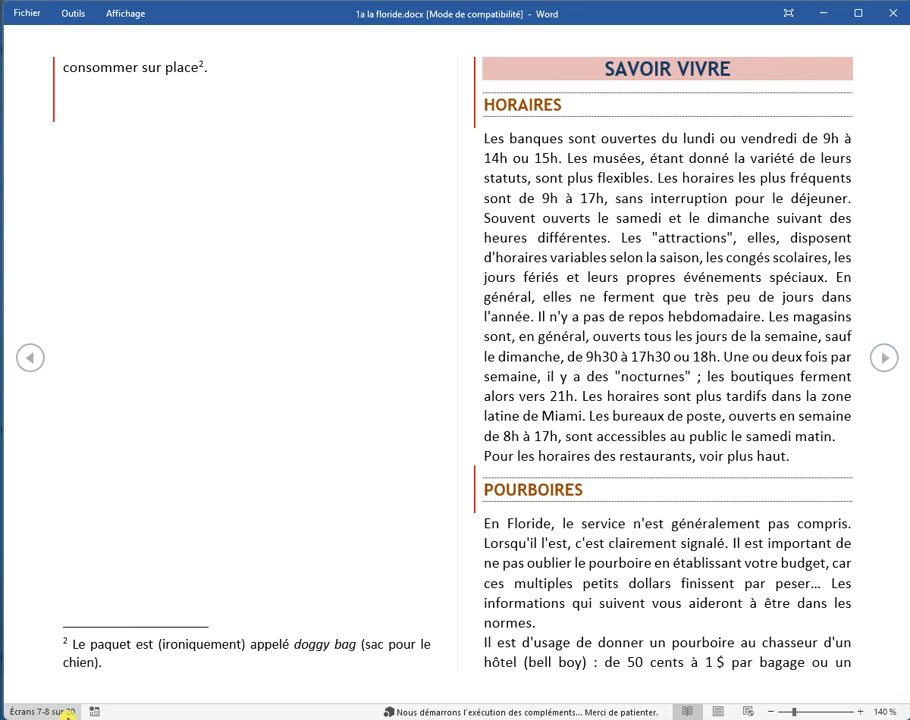 Fichier Outils Affichage 1a la floride.docx [Mode de compatibilité] - Word
consommer sur place².
² Le paquet est (ironiquement) appelé doggy bag (sac pour le
chien).
SAVOIR VIVRE
HORAIRES
Les banques sont ouvertes du lundi ou vendredi de 9h à
14h ou 15h. Les musées, étant donné la variété de leurs
statuts, sont plus flexibles. Les horaires les plus fréquents
sont de 9h à 17h, sans interruption pour le déjeuner.
Souvent ouverts le samedi et le dimanche suivant des
heures différentes. Les "attractions", elles, disposent
d'horaires variables selon la saison, les congés scolaires, les
jours fériés et leurs propres événements spéciaux. En
général, elles ne ferment que très peu de jours dans
l'année. Il n'y a pas de repos hebdomadaire. Les magasins
sont, en général, ouverts tous les jours de la semaine, sauf
le dimanche, de 9h30 à 17h30 ou 18h. Une ou deux fois par
semaine, il y a des "nocturnes" ; les boutiques ferment
alors vers 21h. Les horaires sont plus tardifs dans la zone
latine de Miami. Les bureaux de poste, ouverts en semaine
de 8h à 17h, sont accessibles au public le samedi matin.
Pour les horaires des restaurants, voir plus haut.
POURBOIRES
En Floride, le service n'est généralement pas compris.
Lorsqu'il l'est, c'est clairement signalé. Il est important de
ne pas oublier le pourboire en établissant votre budget, car
ces multiples petits dollars finissent par peser... Les
informations qui suivent vous aideront à être dans les
normes.
Il est d'usage de donner un pourboire au chasseur d'un
hôtel (bell boy) : de 50 cents à 1 $ par bagage ou un
Écrans 7-8 sur 20 Nous démarrons l'exécution des compléments... Merci de patienter. 140 %